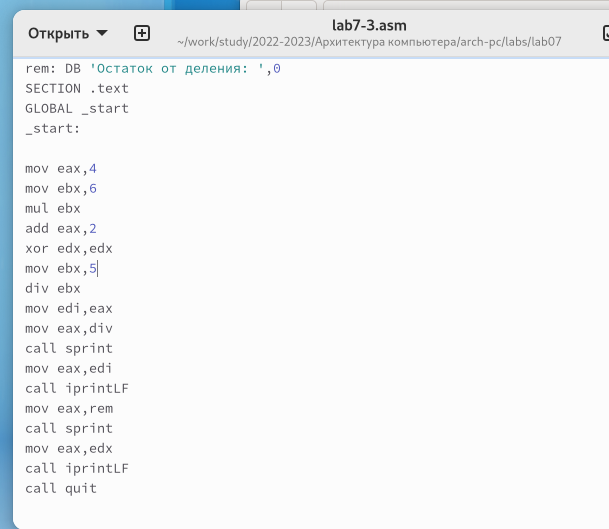 Открыть
lab7-3.asm
~/work/study/2022-2023/Архитектура компьютера/arch-pc/labs/lab07
rem: DB 'Остаток от деления: ',0
SECTION .text
GLOBAL _start
_start:
mov eax,4
mov ebx,6
mul ebx
add eax,2
xor edx,edx
mov ebx,5
div ebx
mov edi,eax
mov eax,div
call sprint
mov eax,edi
call iprintLF
mov eax,rem
call sprint
mov eax,edx
call iprintLF
call quit